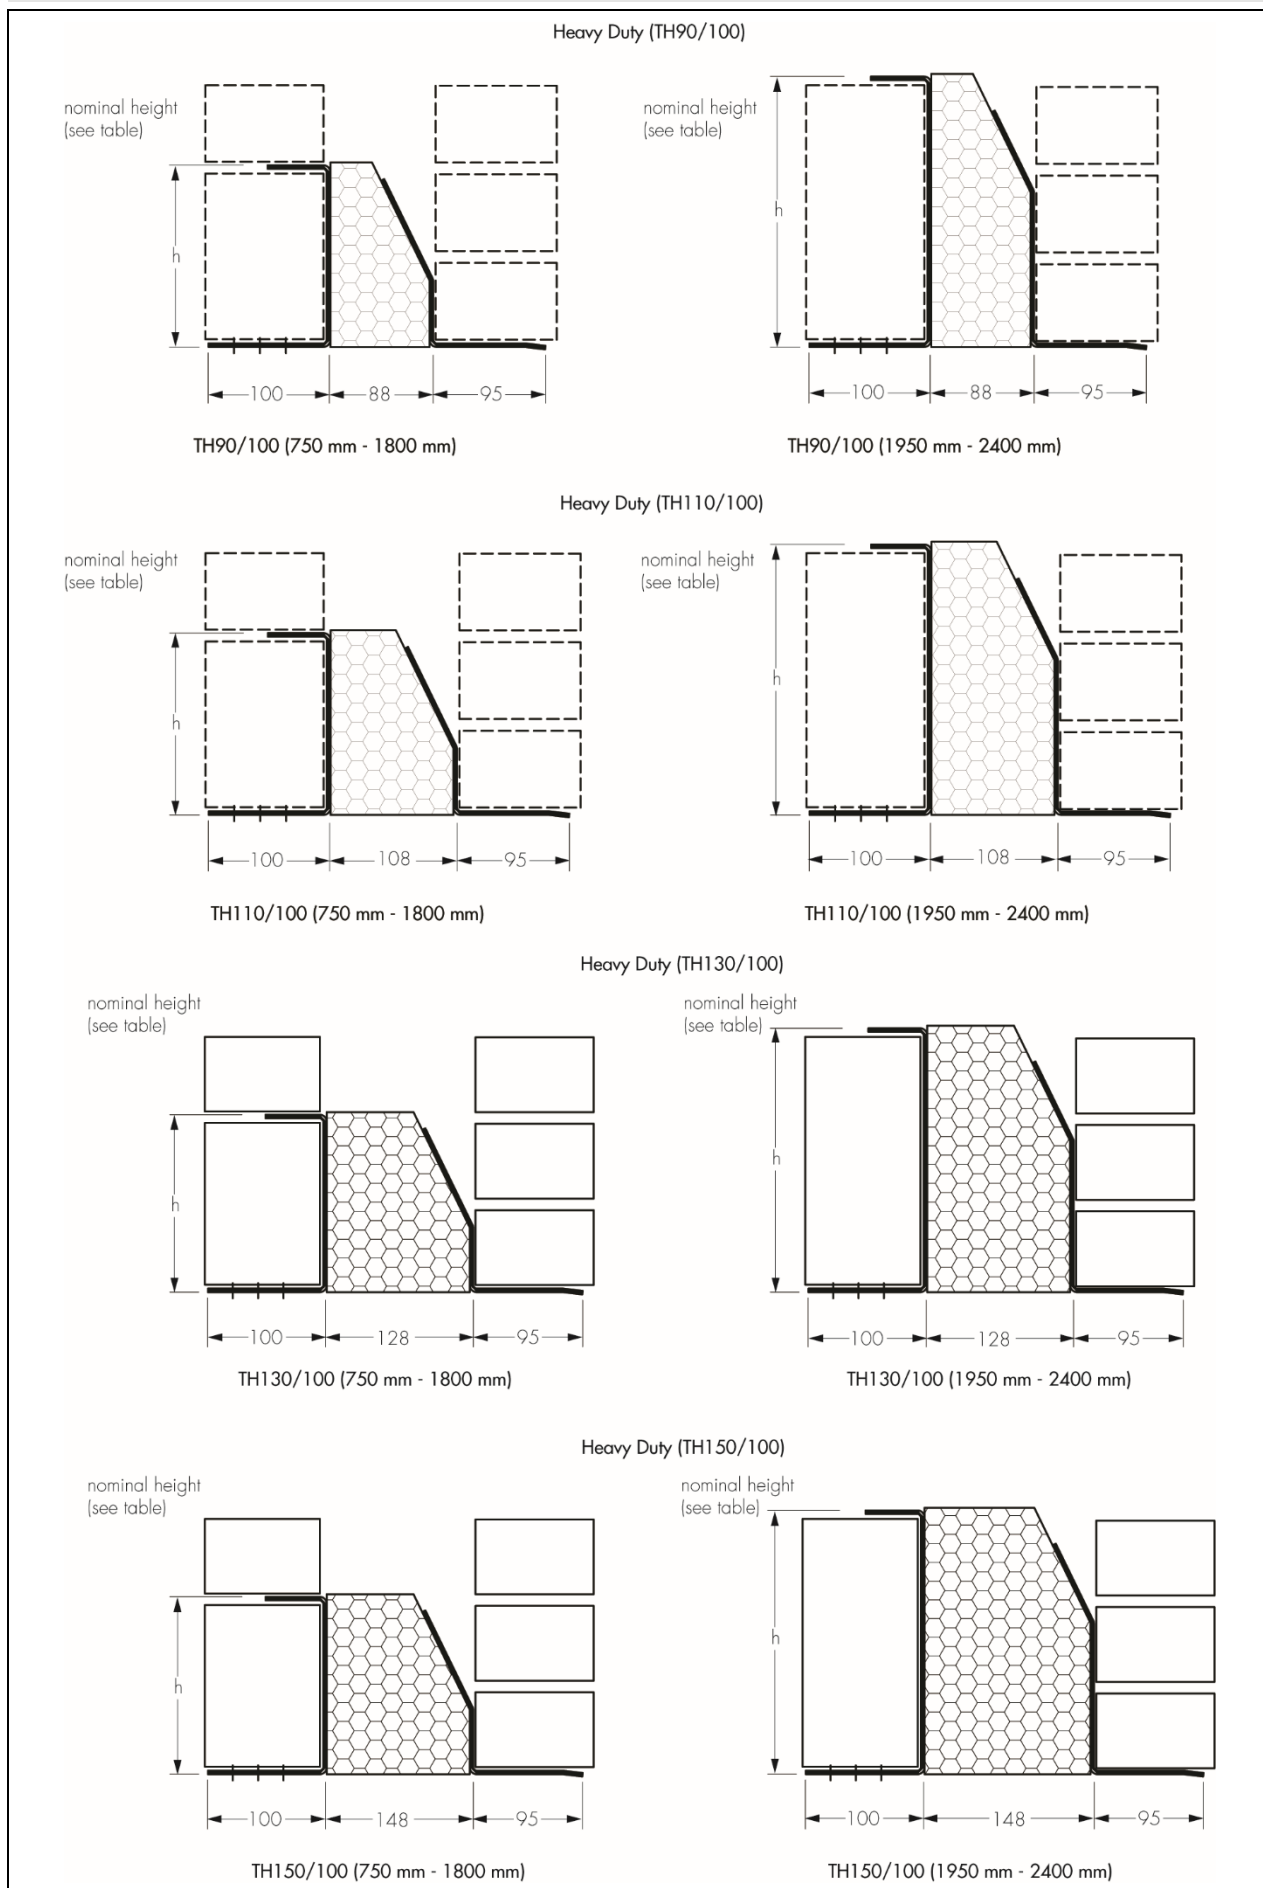 Heavy Duty (TH90/100)
nominal height
(see table)
h
100
88
95
TH90/100 (750 mm - 1800 mm)
nominal height
(see table)
h
100
88
95
TH90/100 (1950 mm - 2400 mm)
Heavy Duty (TH110/100)
nominal height
(see table)
h
100
108
95
TH110/100 (750 mm - 1800 mm)
nominal height
(see table)
h
100
108
95
TH110/100 (1950 mm - 2400 mm)
Heavy Duty (TH130/100)
nominal height
(see table)
h
100
128
95
TH130/100 (750 mm - 1800 mm)
nominal height
(see table)
h
100
128
95
TH130/100 (1950 mm - 2400 mm)
Heavy Duty (TH150/100)
nominal height
(see table)
h
100
148
95
TH150/100 (750 mm - 1800 mm)
nominal height
(see table)
h
100
148
95
TH150/100 (1950 mm - 2400 mm)